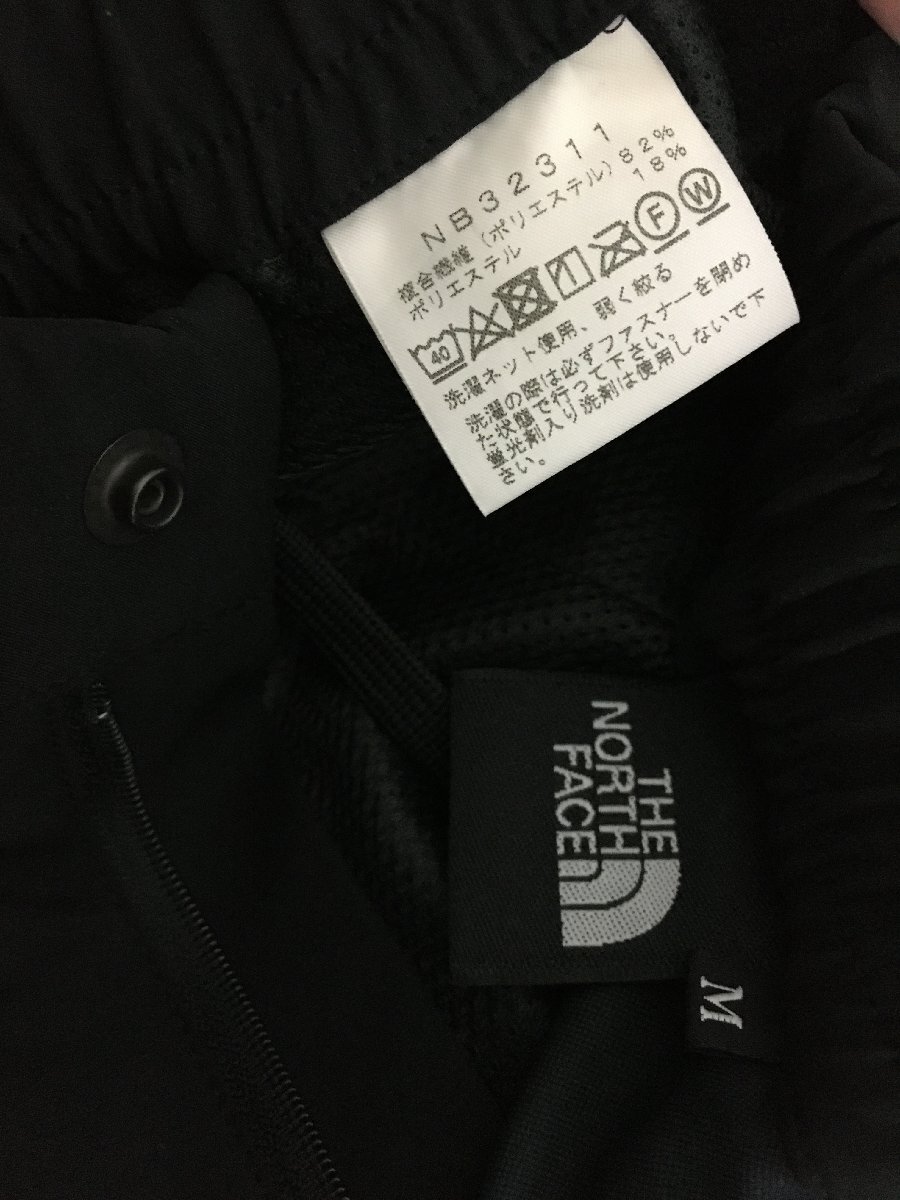 NB32311
複合繊維(ポリエステル)82%
ポリエステル 18%
40 F W
洗濯ネット使用、弱く絞る
洗濯の際は必ずファスナーを閉め
た状態で行って下さい。
蛍光剤入り洗剤は使用しないで下
さい。
THE
NORTH
FACE
M